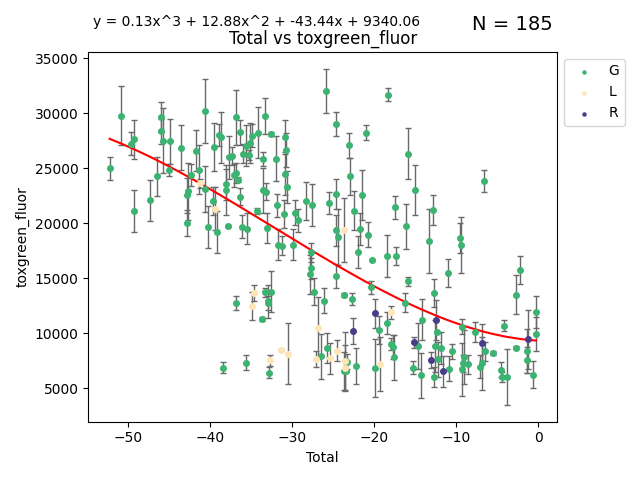 y = 0.13x^3 + 12.88x^2 + -43.44x + 9340.06
N = 185
Total vs toxgreen_fluor
35000
30000
25000
20000
15000
10000
5000
toxgreen_fluor
−50
−40
−30
−20
−10
0
Total
G
L
R